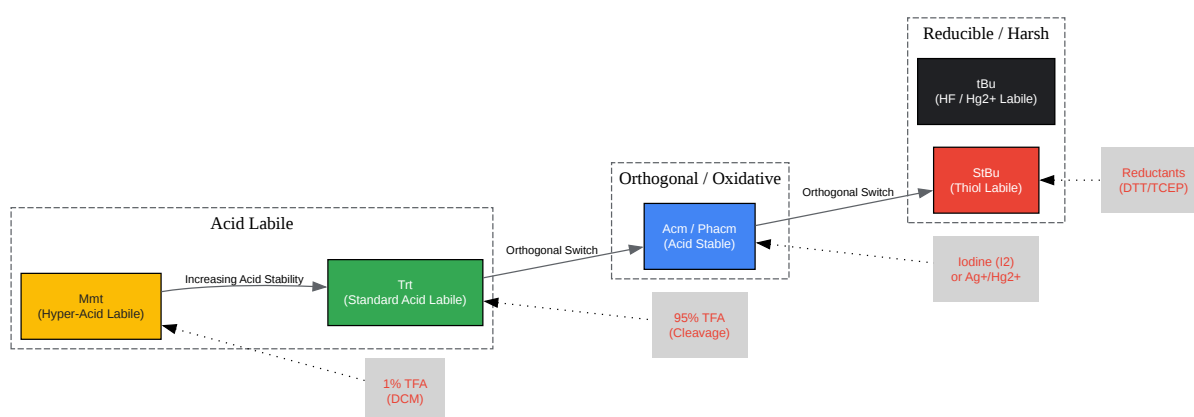 Reducible / Harsh
tBu
(HF / Hg2+ Labile)
StBu
(Thiol Labile)
Reductants
(DTT/TCEP)
Orthogonal / Oxidative
Orthogonal Switch
Acm / Phacm
(Acid Stable)
Acid Labile
Orthogonal Switch
Iodine (I2)
or Ag+/Hg2+
Increasing Acid Stability
Mmt
(Hyper-Acid Labile)
Trt
(Standard Acid Labile)
95% TFA
(Cleavage)
1% TFA
(DCM)